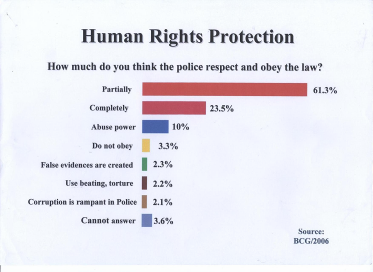 Human Rights Protection
How much do you think the police respect and obey the law?
Partially 61.3%
Completely 23.5%
Abuse power 10%
Do not obey 3.3%
False evidences are created 2.3%
Use beating, torture 2.2%
Corruption is rampant in Police 2.1%
Cannot answer 3.6%
Source:
BCG/2006